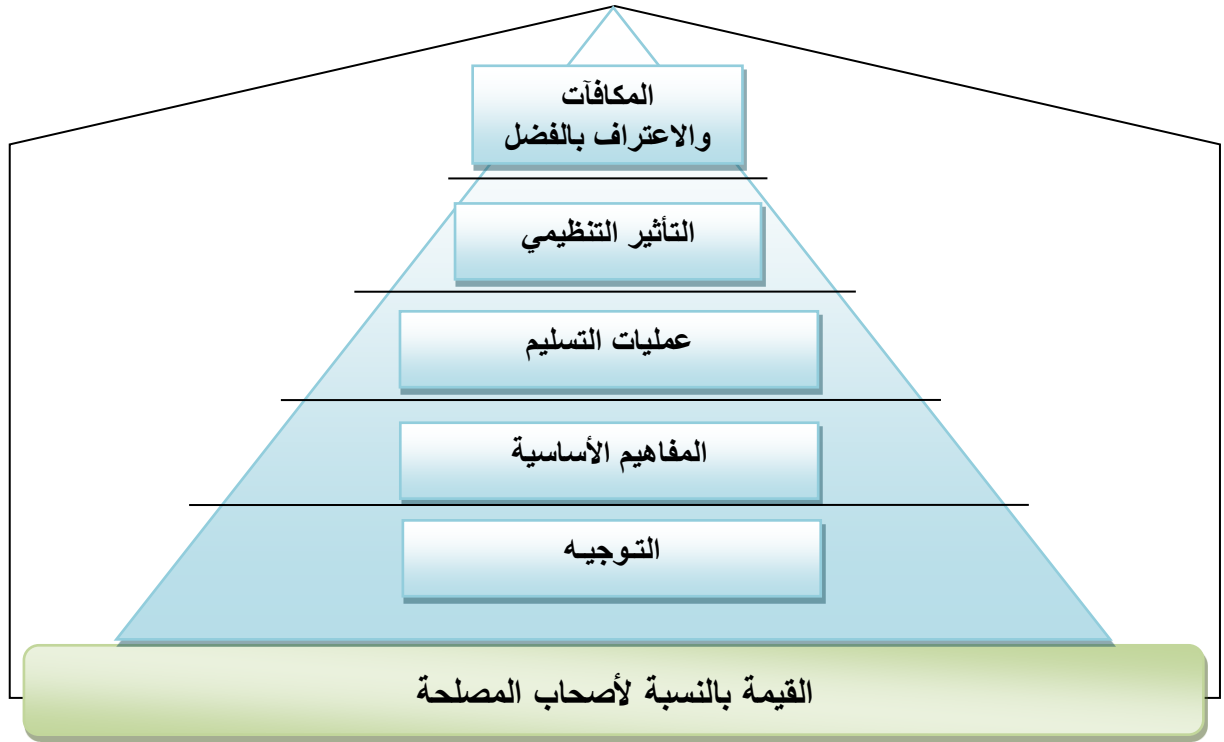 المكافآت
والاعتراف بالفضل
التأثير التنظيمي
عمليات التسليم
المفاهيم الأساسية
التـوجيـه
القيمة بالنسبة لأصحاب المصلحة